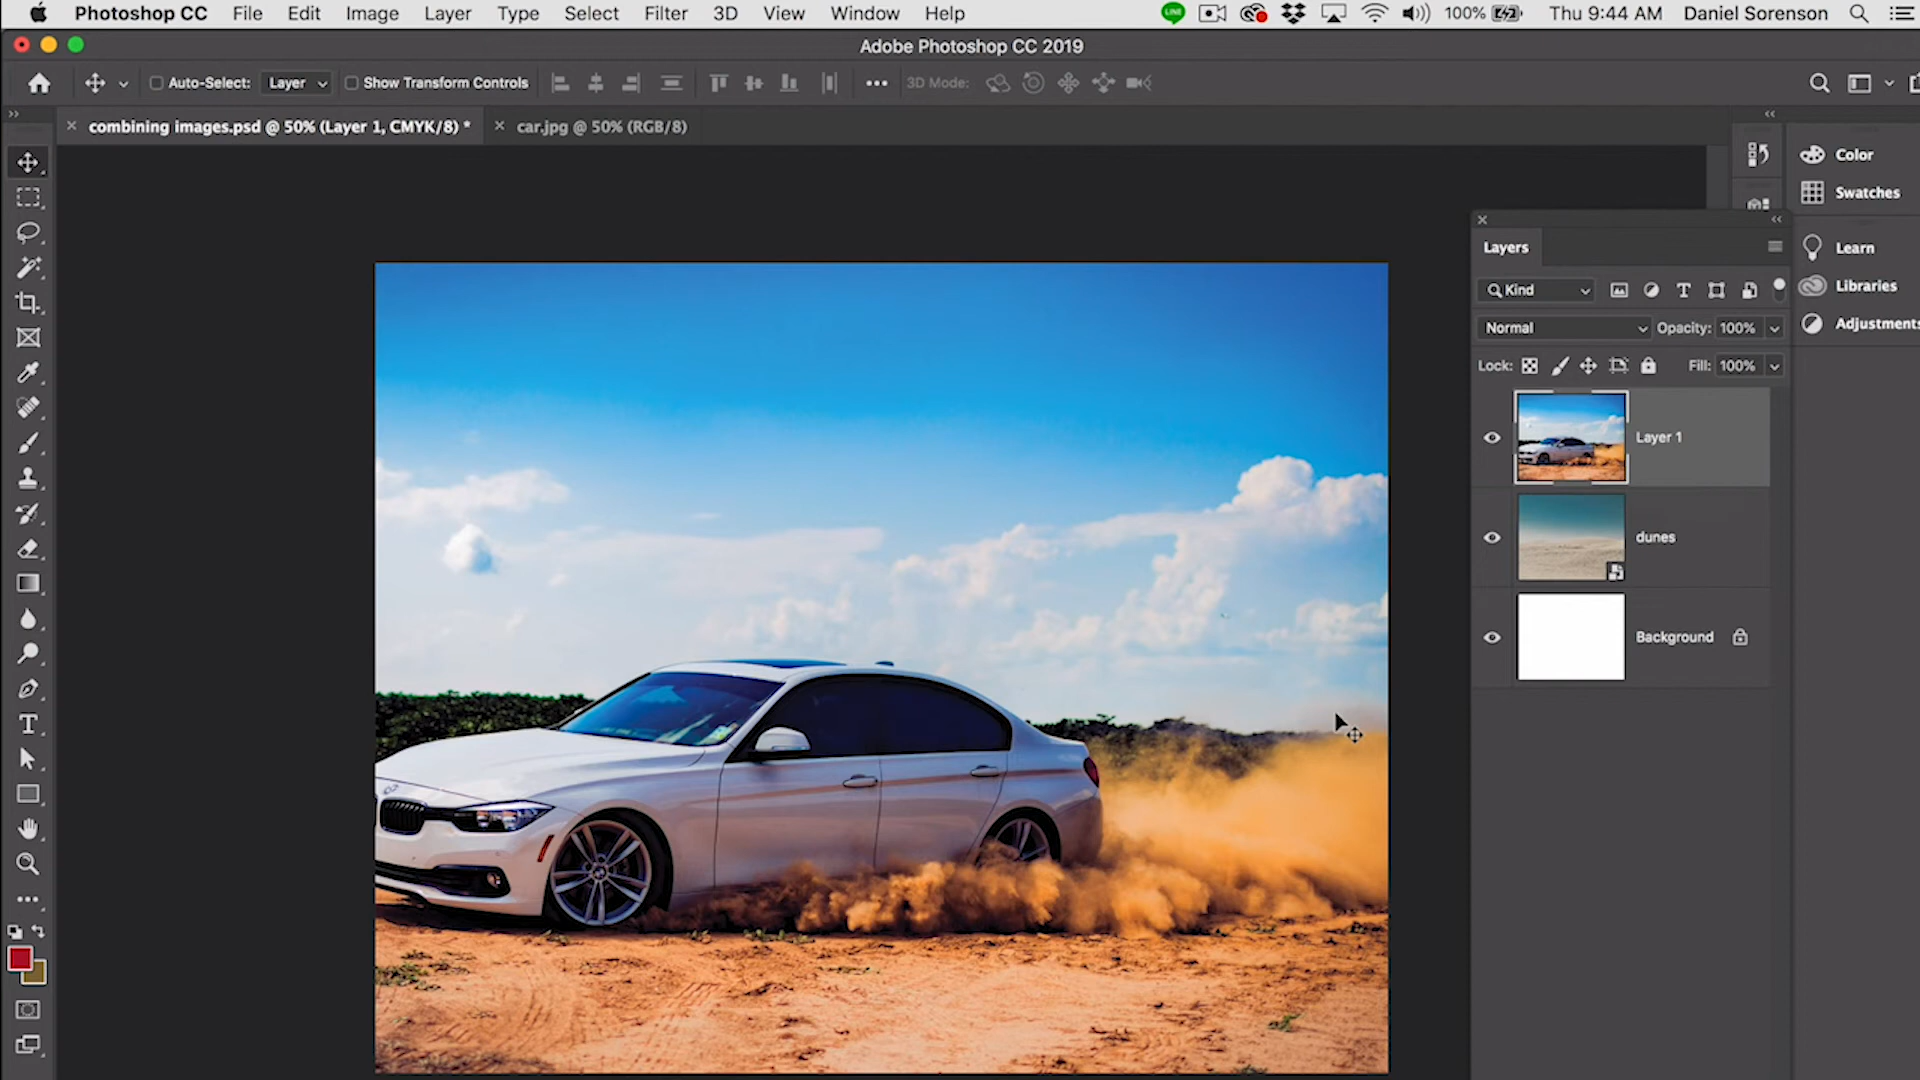 Photoshop CC File Edit Image Layer Type Select Filter 3D View Window Help LINE 100% Thu 9:44 AM Daniel Sorenson
Adobe Photoshop CC 2019
Auto-Select: Layer Show Transform Controls 3D Mode:
combining images.psd @ 50% (Layer 1, CMYK/8) * car.jpg @ 50% (RGB/8)
Color
Swatches
Layers
Learn
Kind
Libraries
Normal Opacity: 100%
Adjustments
Lock: Fill: 100%
Layer 1
dunes
Background